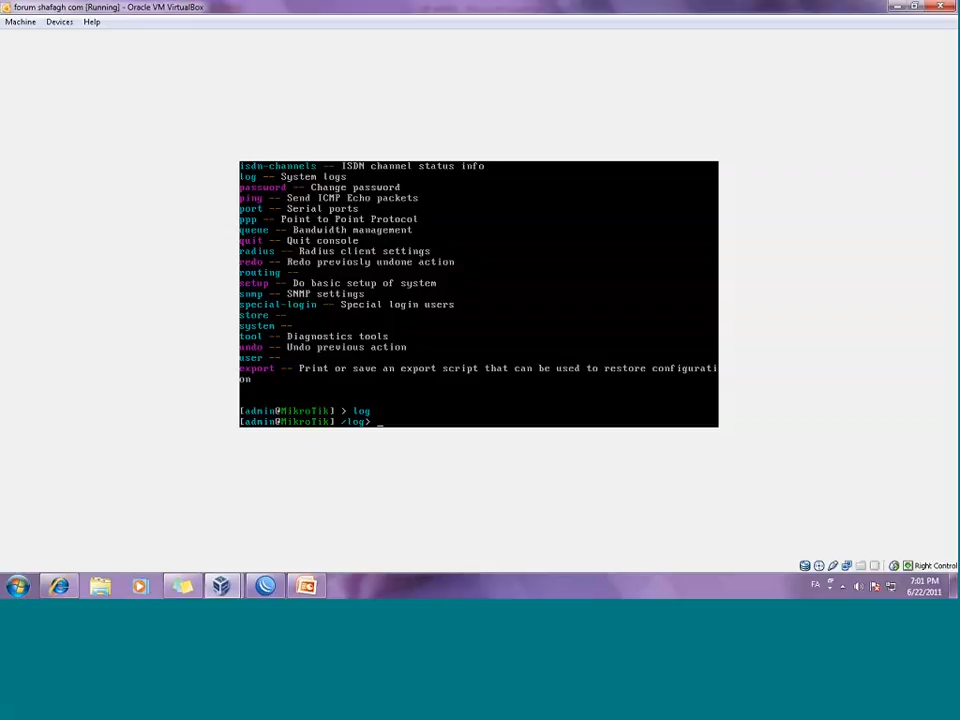 forum shafagh com [Running] - Oracle VM VirtualBox
Machine Devices Help
isdn-channels -- ISDN channel status info
log -- System logs
password -- Change password
ping -- Send ICMP Echo packets
port -- Serial ports
ppp -- Point to Point Protocol
queue -- Bandwidth management
quit -- Quit console
radius -- Radius client settings
redo -- Redo previosly undone action
routing --
setup -- Do basic setup of system
snmp -- SNMP settings
special-login -- Special login users
store --
system --
tool -- Diagnostics tools
undo -- Undo previous action
user --
export -- Print or save an export script that can be used to restore configurati
on
[admin@MikroTik] > log
[admin@MikroTik] /log> _
Right Control
FA
7:01 PM
6/22/2011